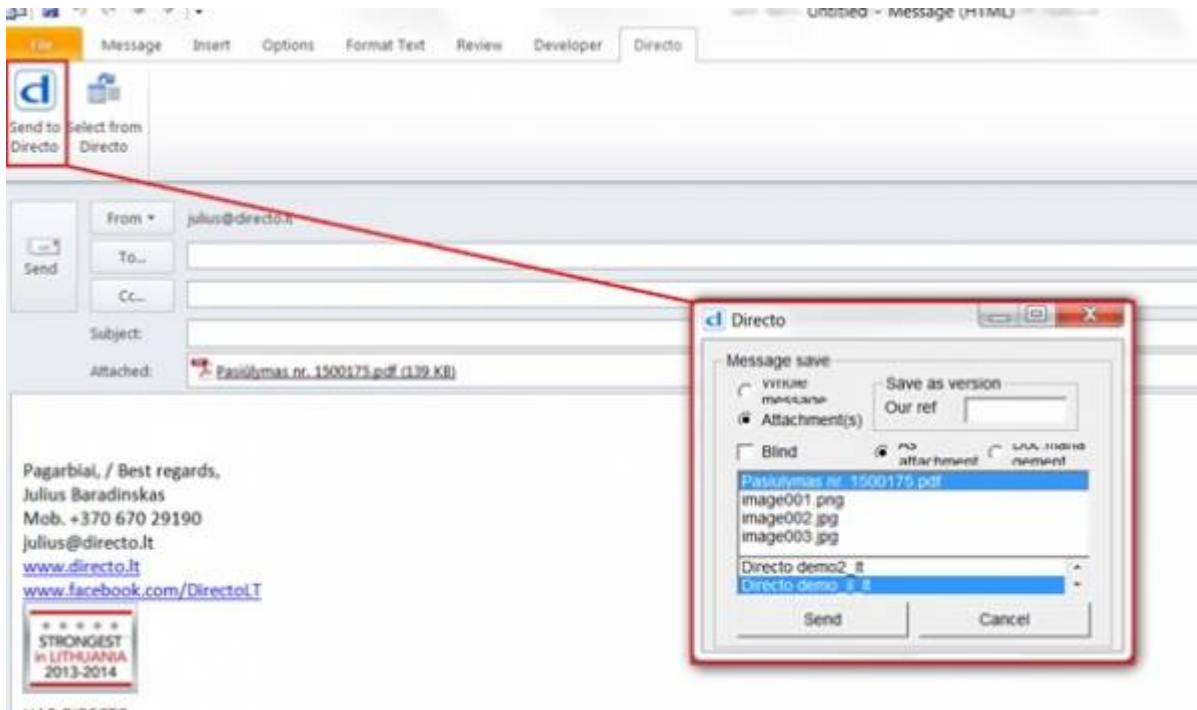 Untitled - Message (HTML)
File Message Insert Options Format Text Review Developer Directo
Send to Directo
Select from Directo
From
julius@directo.lt
Send
To...
Cc...
Subject:
Attached:
Pasiūlymas nr. 1500175.pdf (139 KB)
Pagarbiai, / Best regards,
Julius Baradinskas
Mob. +370 670 29190
julius@directo.lt
www.directo.lt
www.facebook.com/DirectoLT
STRONGEST
in LITHUANIA
2013-2014
UAB DIRECTO
d Directo
Message save
Whole message
Attachment(s)
Save as version
Our ref
Blind
As attachment
Doc.mana
gement
Pasiulymas nr. 1500175.pdf
image001.png
image002.jpg
image003.jpg
Directo demo2_lt
Send
Cancel